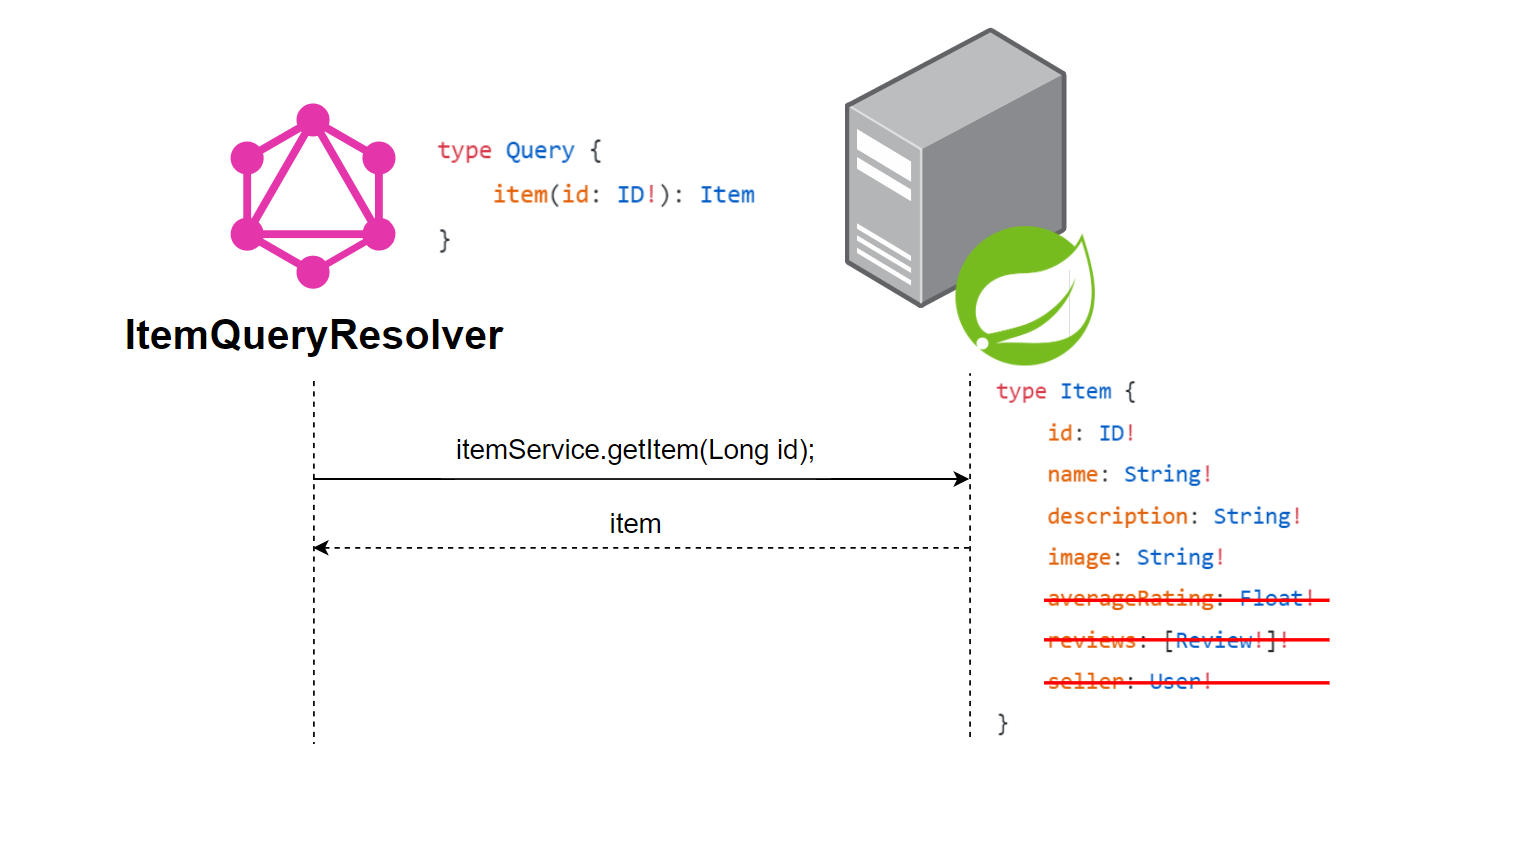 type Query {
item(id: ID!): Item
}
ItemQueryResolver
itemService.getItem(Long id);
item
type Item {
id: ID!
name: String!
description: String!
image: String!
averageRating: Float!
reviews: [Review!]!
seller: User!
}